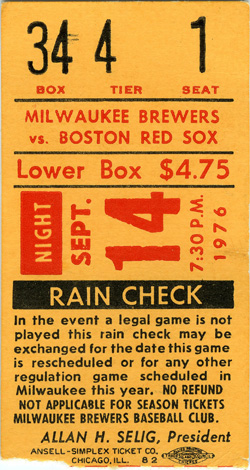 34 4 1
BOX TIER SEAT
MILWAUKEE BREWERS
vs. BOSTON RED SOX
Lower Box $4.75
NIGHT
SEPT.
14
7:30 P.M.
1976
RAIN CHECK
In the event a legal game is not
played this rain check may be
exchanged for the date this game
is rescheduled or for any other
regulation game scheduled in
Milwaukee this year. NO REFUND
NOT APPLICABLE FOR SEASON TICKETS
MILWAUKEE BREWERS BASEBALL CLUB.
ALLAN H. SELIG, President
ANSELL-SIMPLEX TICKET CO.
CHICAGO, ILL. 82